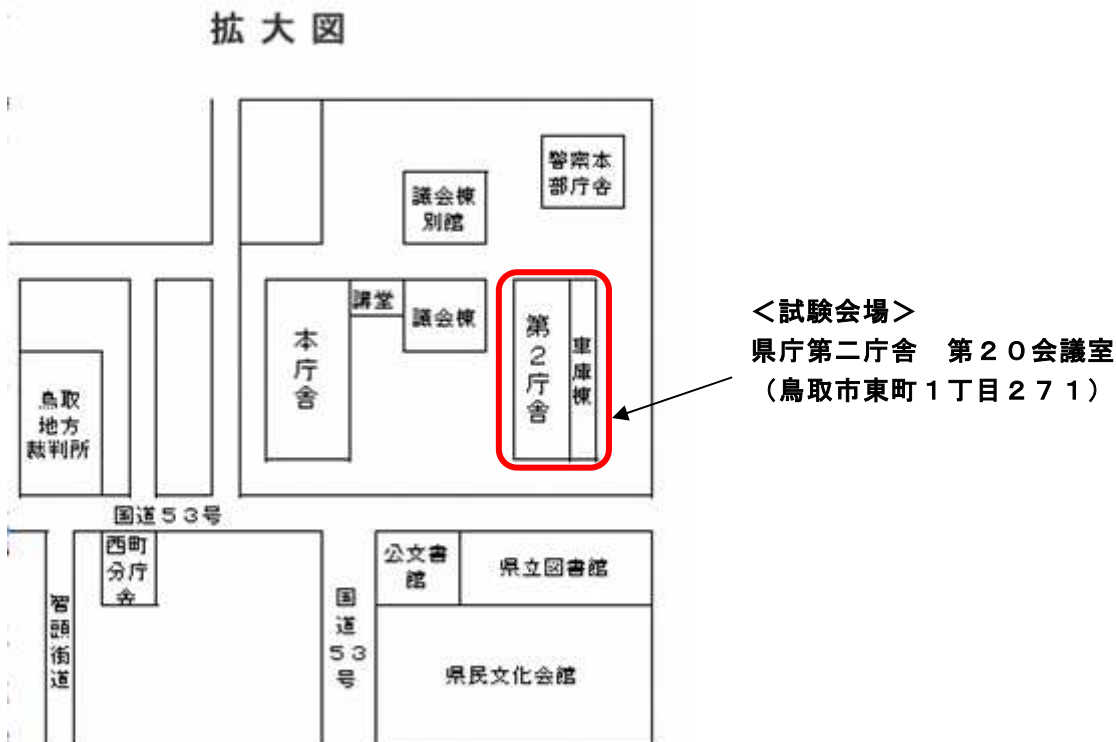 拡大図
警察本
部庁舎
議会棟
別館
講堂
議会棟
本
庁
舎
第
2
庁
舎
車
庫
棟
<試験会場>
県庁第二庁舎 第20会議室
(鳥取市東町1丁目271)
鳥取
地方
裁判所
国道53号
西町
分庁
舎
智
頭
街
道
国
道
53
号
公文書
館
県立図書館
県民文化会館